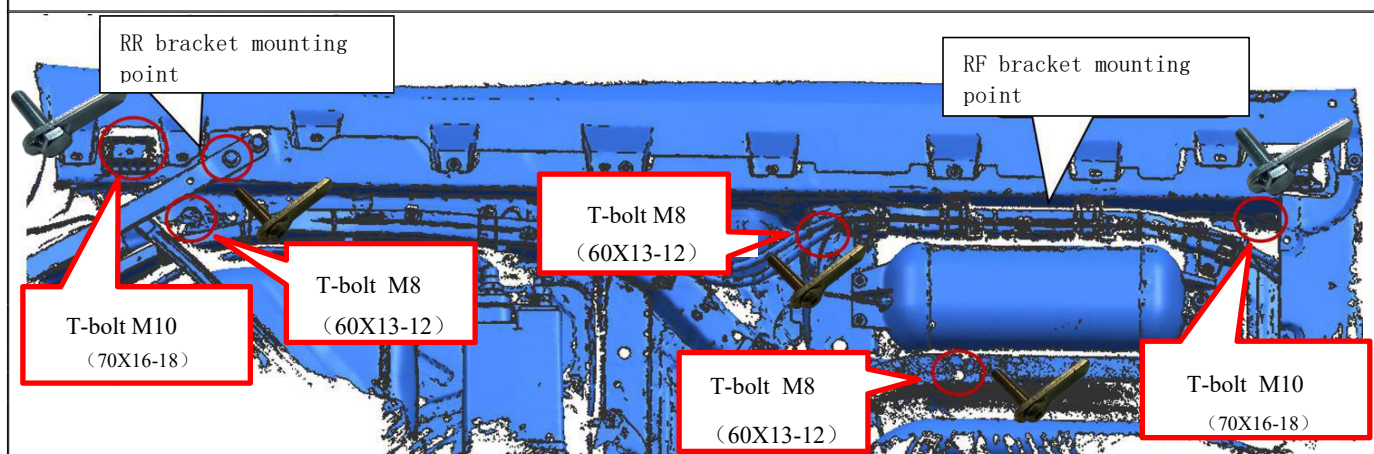 RR bracket mounting
point
RF bracket mounting
point
T-bolt M8
（60X13-12）
T-bolt M8
（60X13-12）
T-bolt M10
（70X16-18）
T-bolt M8
（60X13-12）
T-bolt M10
（70X16-18）